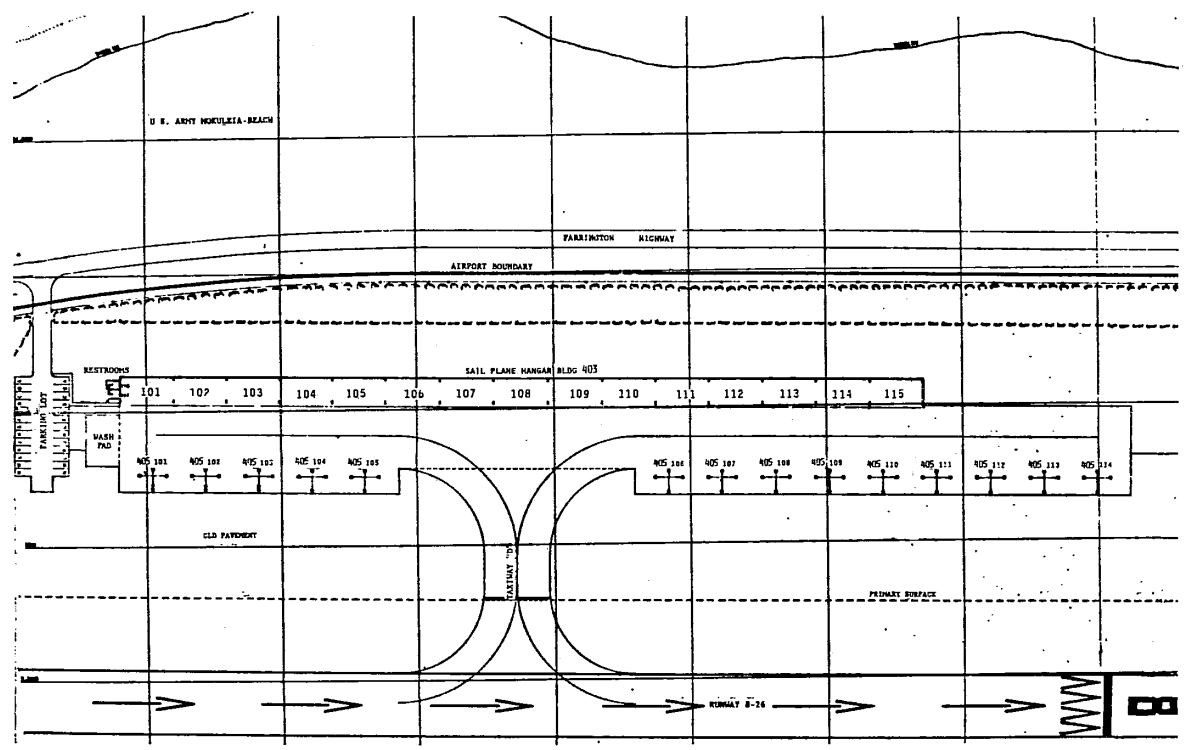 U S. ARMY MOKULEIA-BEACH
FARRINGTON HIGHWAY
AIRPORT BOUNDARY
RESTROOMS
SAIL PLANE HANGAR BLDG 403
101 102 103 104 105 106 107 108 109 110 111 112 113 114 115
PARKING LOT
WASH
PAD
405 101 405 102 405 103 405 104 405 105 405 106 405 107 405 108 405 109 405 110 405 111 405 112 405 113 405 114
OLD PAVEMENT
TAXIWAY "D"
PRIMARY SURFACE
RUNWAY 8-26